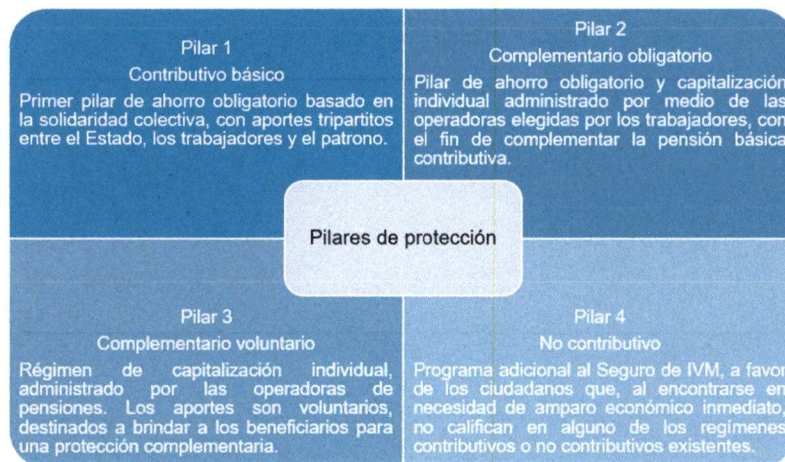 Pilar 1
Contributivo básico
Primer pilar de ahorro obligatorio basado en
la solidaridad colectiva, con aportes tripartitos
entre el Estado, los trabajadores y el patrono.
Pilar 2
Complementario obligatorio
Pilar de ahorro obligatorio y capitalización
individual administrado por medio de las
operadoras elegidas por los trabajadores, con
el fin de complementar la pensión básica
contributiva.
Pilares de protección
Pilar 3
Complementario voluntario
Régimen de capitalización individual,
administrado por las operadoras de
pensiones. Los aportes son voluntarios,
destinados a brindar a los beneficiarios para
una protección complementaria.
Pilar 4
No contributivo
Programa adicional al Seguro de IVM, a favor
de los ciudadanos que, al encontrarse en
necesidad de amparo económico inmediato,
no califican en alguno de los regímenes
contributivos o no contributivos existentes.